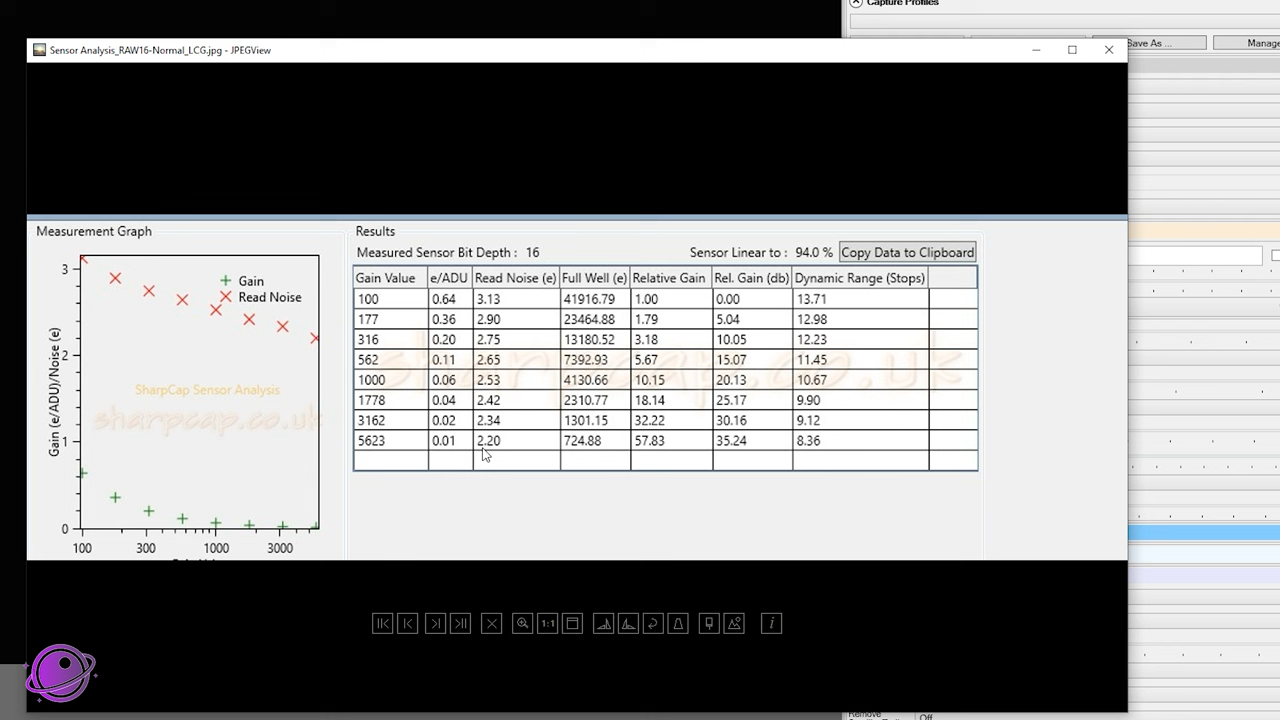 Capture Profiles
Save As ...
Manage
Sensor Analysis_RAW16-Normal_LCG.jpg - JPEGView
Measurement Graph
Results
Measured Sensor Bit Depth : 16
Sensor Linear to : 94.0 %
Copy Data to Clipboard
Gain Value e/ADU Read Noise (e) Full Well (e) Relative Gain Rel. Gain (db) Dynamic Range (Stops)
100 0.64 3.13 41916.79 1.00 0.00 13.71
177 0.36 2.90 23464.88 1.79 5.04 12.98
316 0.20 2.75 13180.52 3.18 10.05 12.23
562 0.11 2.65 7392.93 5.67 15.07 11.45
1000 0.06 2.53 4130.66 10.15 20.13 10.67
1778 0.04 2.42 2310.77 18.14 25.17 9.90
3162 0.02 2.34 1301.15 32.22 30.16 9.12
5623 0.01 2.20 724.88 57.83 35.24 8.36
sharpcap.co.uk
Gain
Read Noise
SharpCap Sensor Analysis
sharpcap.co.uk
Gain (e/ADU)/Noise (e)
3
2
1
0
100 300 1000 3000
1:1
i
Remove
Off